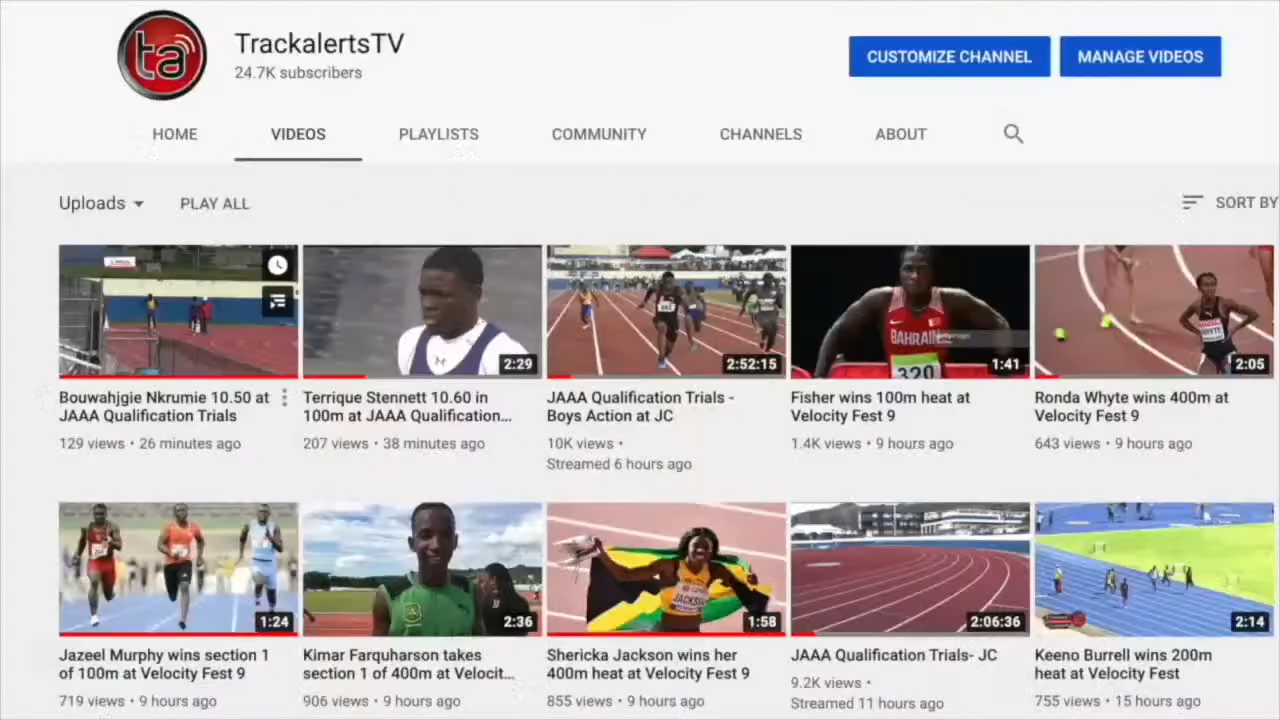 ta
TrackalertsTV
24.7K subscribers
CUSTOMIZE CHANNEL
MANAGE VIDEOS
HOME
VIDEOS
PLAYLISTS
COMMUNITY
CHANNELS
ABOUT
Uploads
PLAY ALL
SORT BY
2:29
2:52:15
BAHRAIN
320
1:41
WHYTE
2:05
Bouwahjgie Nkrumie 10.50 at
JAAA Qualification Trials
129 views • 26 minutes ago
Terrique Stennett 10.60 in
100m at JAAA Qualification...
207 views • 38 minutes ago
JAAA Qualification Trials -
Boys Action at JC
10K views •
Streamed 6 hours ago
Fisher wins 100m heat at
Velocity Fest 9
1.4K views • 9 hours ago
Ronda Whyte wins 400m at
Velocity Fest 9
643 views • 9 hours ago
1:24
2:36
JACKSON
1:58
2:06:36
2:14
Jazeel Murphy wins section 1
of 100m at Velocity Fest 9
719 views • 9 hours ago
Kimar Farquharson takes
section 1 of 400m at Velocit...
906 views • 9 hours ago
Shericka Jackson wins her
400m heat at Velocity Fest 9
855 views • 9 hours ago
JAAA Qualification Trials- JC
9.2K views •
Streamed 11 hours ago
Keeno Burrell wins 200m
heat at Velocity Fest
755 views • 15 hours ago